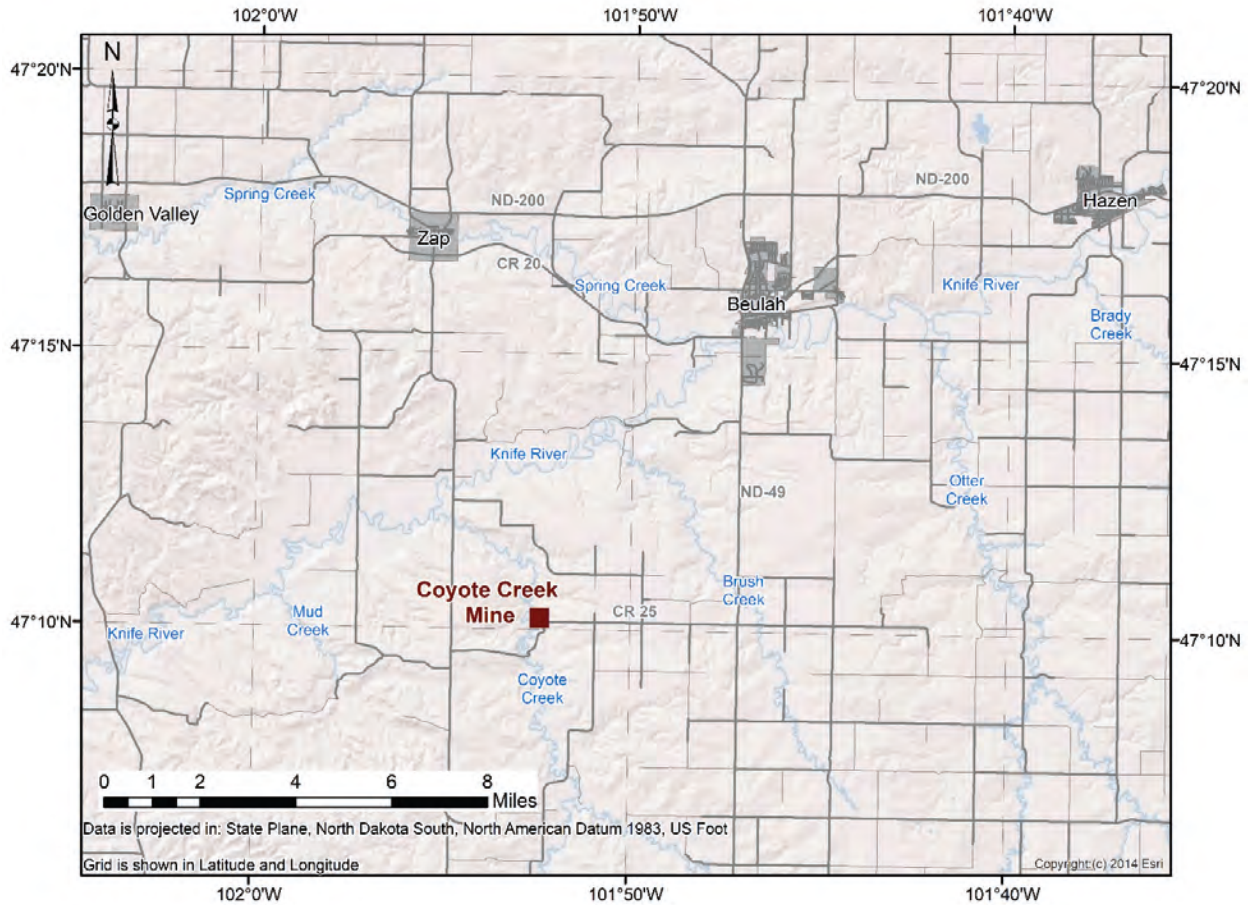 102°0'W 101°50'W 101°40'W
N
47°20'N 47°20'N
Spring Creek
ND-200
Hazen
Golden Valley
ND-200
Zap
CR 20
Spring Creek
Knife River
Beulah
Brady
Creek
47°15'N 47°15'N
Knife River
Otter
Creek
ND-49
Coyote Creek
Mine
Brush
Creek
Mud
Creek
CR 25
47°10'N 47°10'N
Knife River
Coyote
Creek
0 1 2 4 6 8
Miles
Data is projected in: State Plane, North Dakota South, North American Datum 1983, US Foot
Grid is shown in Latitude and Longitude
Copyright:(c) 2014 Esri
102°0'W 101°50'W 101°40'W